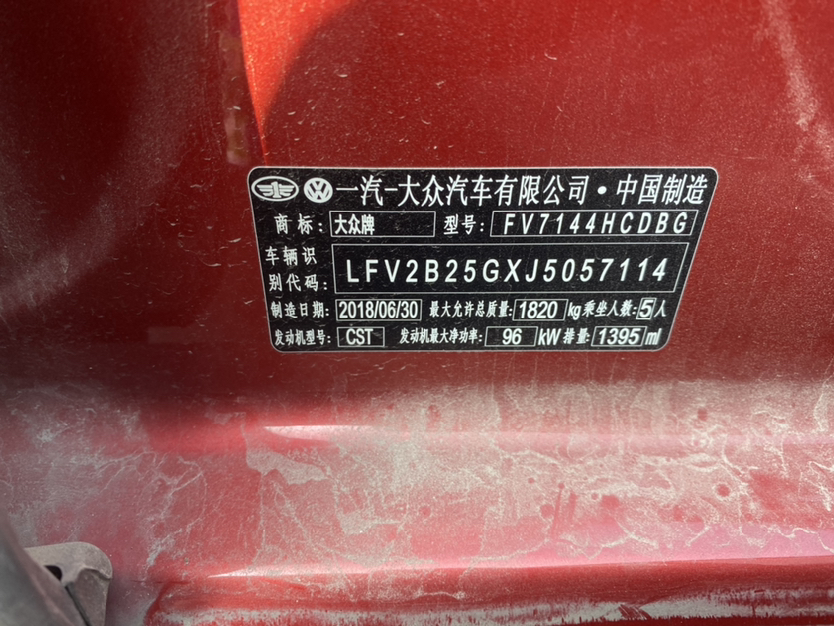 一汽-大众汽车有限公司·中国制造
商标: 大众牌 型号: FV7144HCDBG
车辆识别代码: LFV2B25GXJ5057114
制造日期: 2018/06/30 最大允许总质量: 1820 kg 乘坐人数: 5 人
发动机型号: CST 发动机最大净功率: 96 kW 排量: 1395 ml